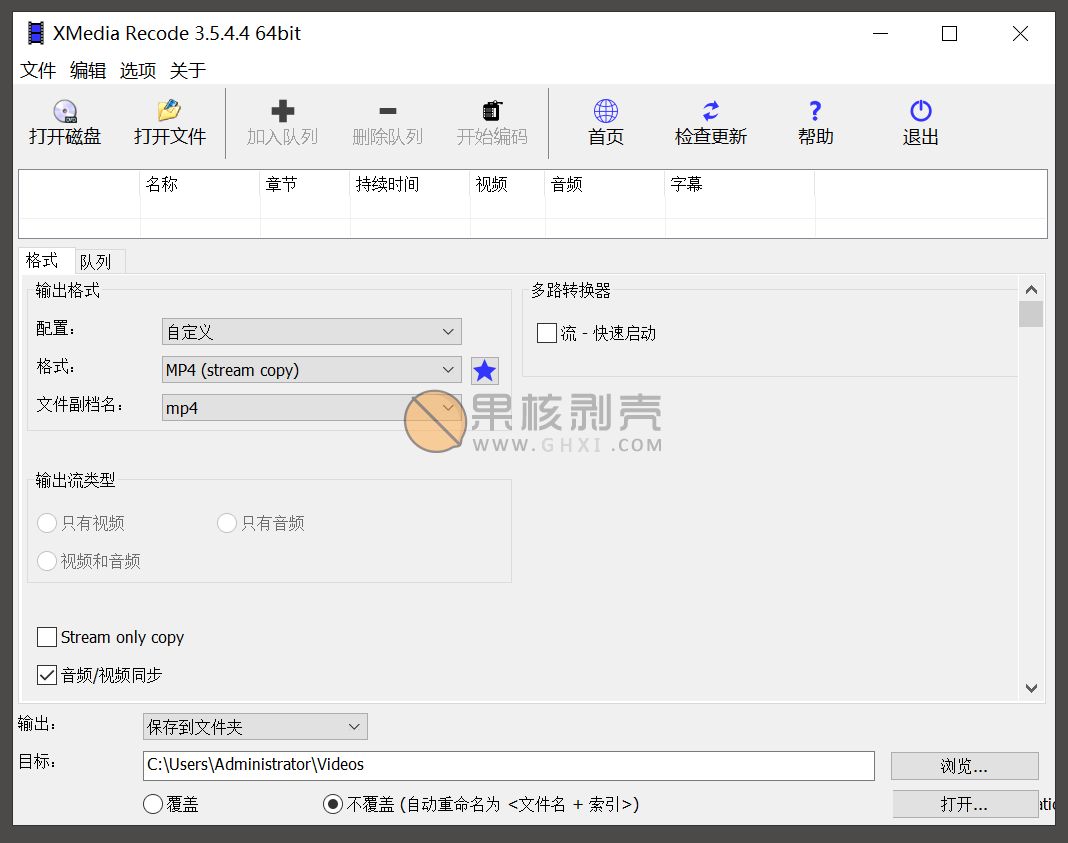 XMedia Recode 3.5.4.4 64bit
文件 编辑 选项 关于
打开磁盘 打开文件 加入队列 删除队列 开始编码 首页 检查更新 帮助 退出
名称 章节 持续时间 视频 音频 字幕
格式 队列
输出格式 多路转换器
配置: 自定义 流 - 快速启动
格式: MP4 (stream copy)
文件副档名: mp4
果核剥壳
WWW.GHXI.COM
输出流类型
只有视频 只有音频
视频和音频
Stream only copy
音频/视频同步
输出: 保存到文件夹
目标: C:\Users\Administrator\Videos 浏览...
覆盖 不覆盖 (自动重命名为 <文件名 + 索引>) 打开...